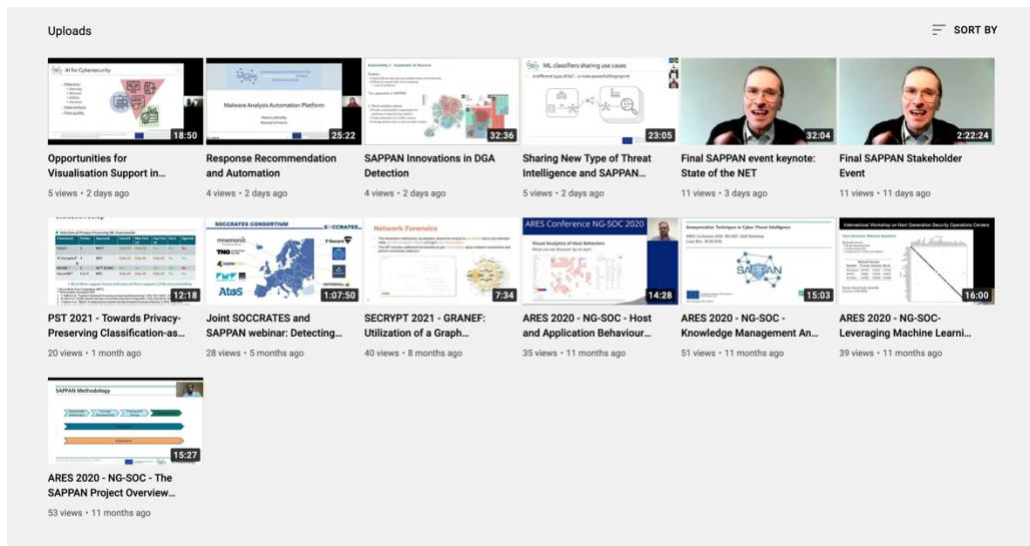 Uploads
SORT BY
AI for Cybersecurity
18:50
Malware Analysis Automation Platform
25:22
32:36
ML classifiers sharing use cases
23:05
32:04
2:22:24
Opportunities for
Visualisation Support in...
5 views • 2 days ago
Response Recommendation
and Automation
4 views • 2 days ago
SAPPAN Innovations in DGA
Detection
4 views • 2 days ago
Sharing New Type of Threat
Intelligence and SAPPAN...
5 views • 2 days ago
Final SAPPAN event keynote:
State of the NET
11 views • 3 days ago
Final SAPPAN Stakeholder
Event
11 views • 11 days ago
12:18
SOCCRATES CONSORTIUM
SOCCRATES
mnemonic
F-Secure
TNO
AtoS
1:07:50
Network Forensics
7:34
ARES Conference NG-SOC 2020
Visual Analytics of Host Behaviours
14:28
SAPPAN
15:03
International Workshop on Next Generation Security Operations Centers
16:00
PST 2021 - Towards Privacy-
Preserving Classification-as...
20 views • 1 month ago
Joint SOCCRATES and
SAPPAN webinar: Detecting...
28 views • 5 months ago
SECRYPT 2021 - GRANEF:
Utilization of a Graph...
40 views • 8 months ago
ARES 2020 - NG-SOC - Host
and Application Behaviour...
35 views • 11 months ago
ARES 2020 - NG-SOC -
Knowledge Management An...
51 views • 11 months ago
ARES 2020 - NG-SOC-
Leveraging Machine Learni...
39 views • 11 months ago
SAPPAN Methodology
15:27
ARES 2020 - NG-SOC - The
SAPPAN Project Overview...
53 views • 11 months ago